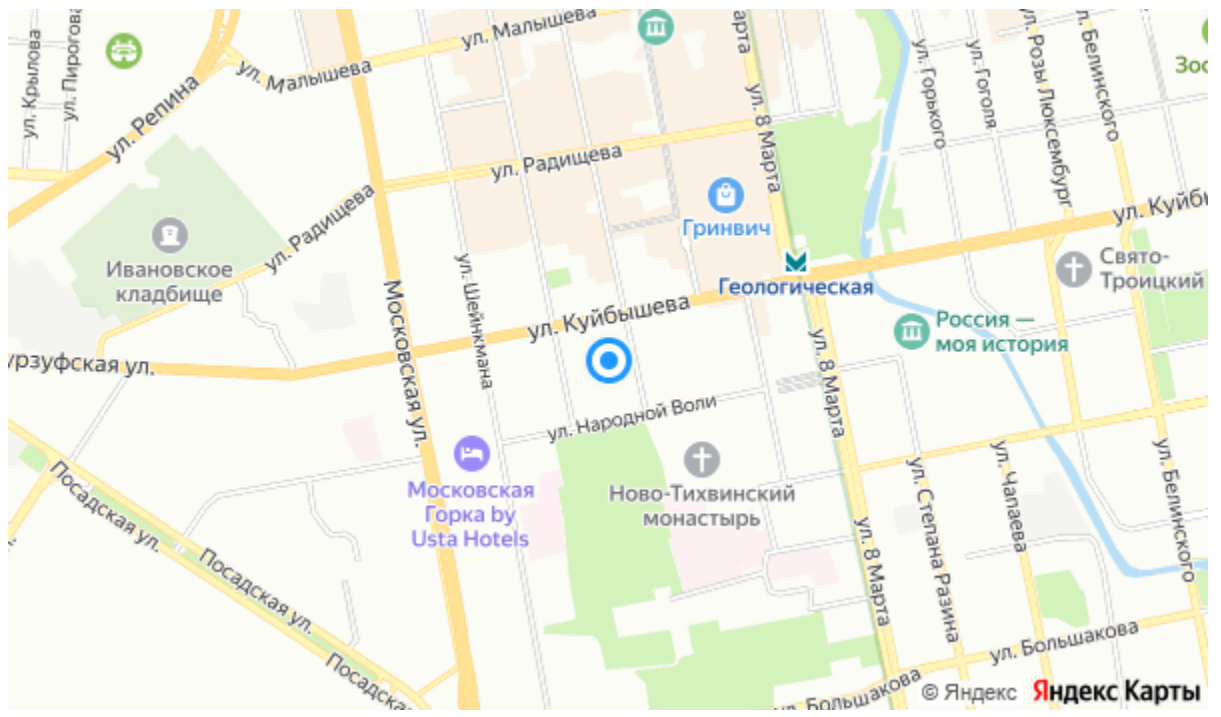 ул. Крылова
ул. Пирогова
ул. Репина
ул. Малышева
ул. Малышева
Марта
ул. 8 Марта
ул. Горького
ул. Гоголя
ул. Розы Люксембург
ул. Белинского
Зоо
ул. Радищева
ул. Радищева
Ивановское
кладбище
Гринвич
Геологическая
ул. Куйбы
Свято-
Троицкий
ул. Куйбышева
Россия —
моя история
Московская ул.
ул. Шейнкмана
урзуфская ул.
ул. 8 Марта
ул. Народной Воли
Московская
Горка by
Usta Hotels
Ново-Тихвинский
монастырь
Посадская ул.
Посадская ул.
Посадская
ул. 8 Марта
ул. Степана Разина
ул. Чапаева
ул. Белинского
ул. Большакова
ул. Большакова
© Яндекс Яндекс Карты